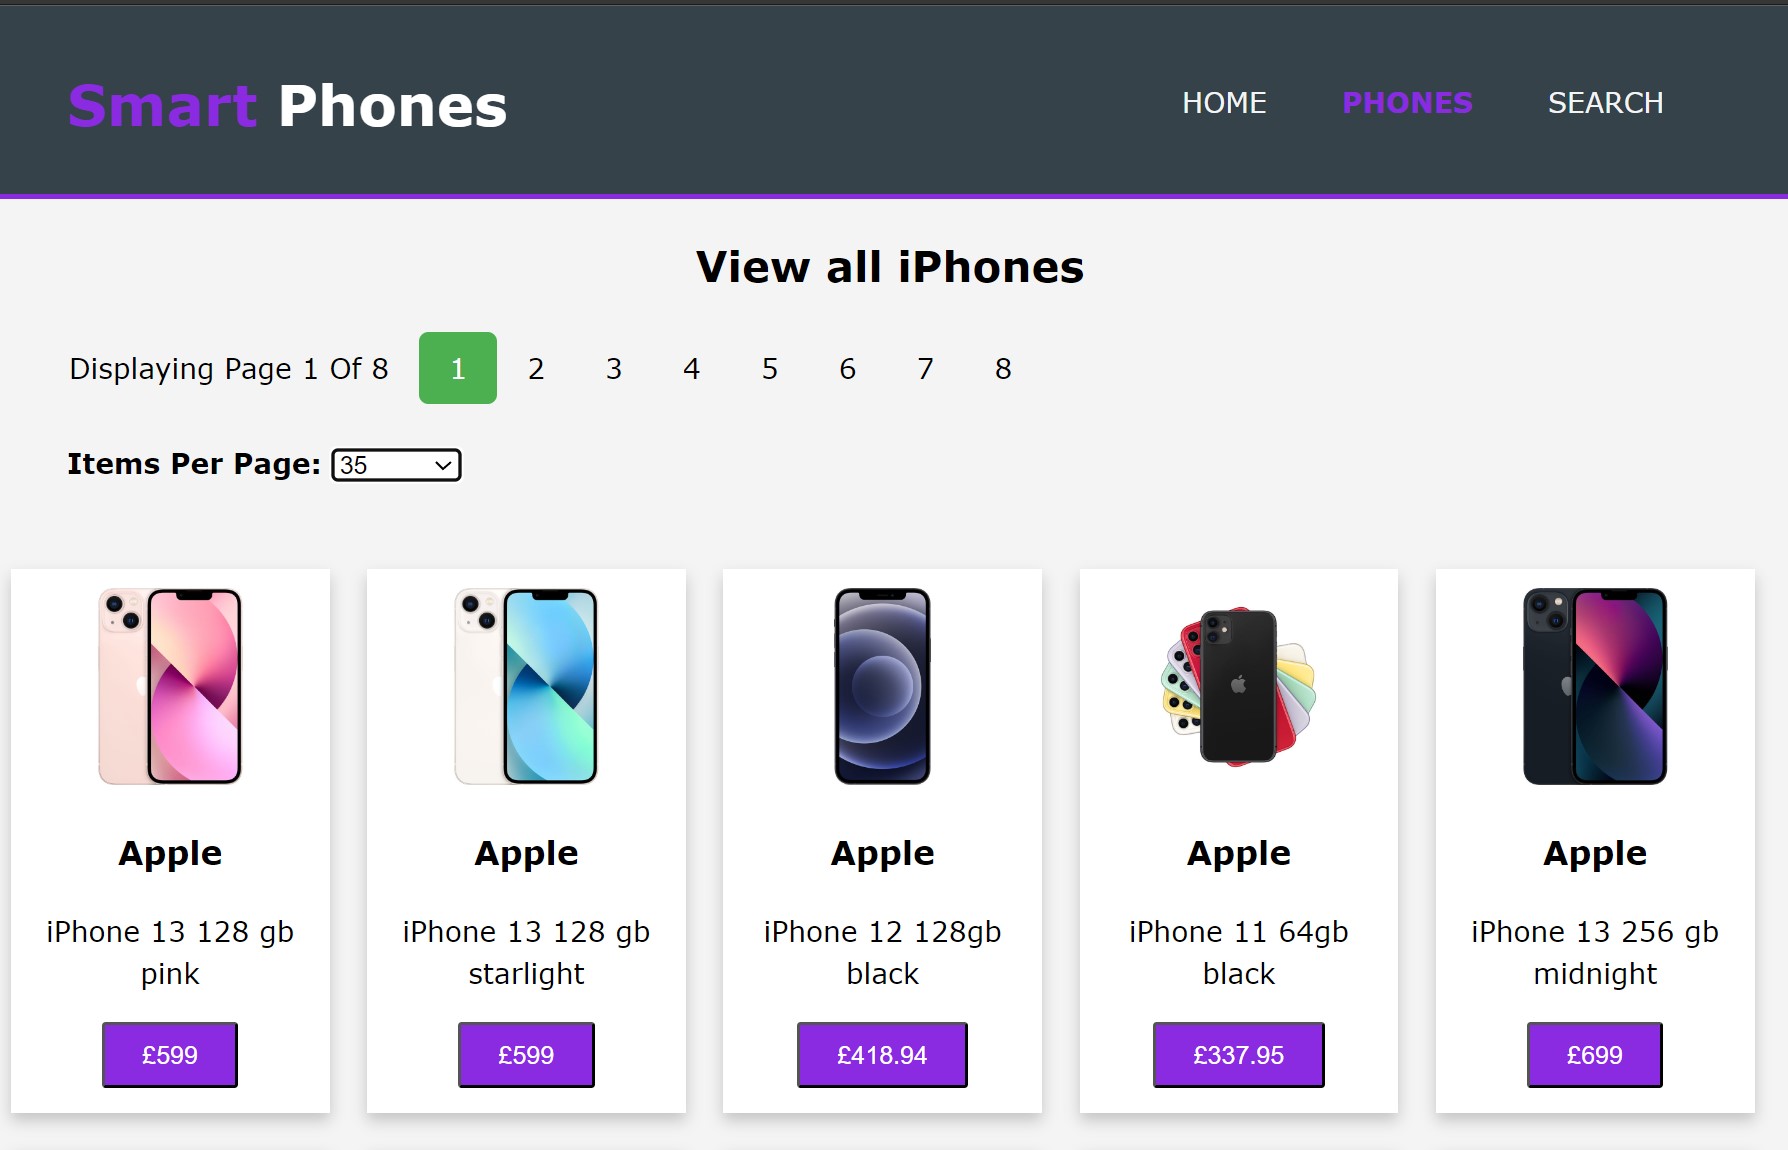 Smart Phones
HOME PHONES SEARCH
View all iPhones
Displaying Page 1 Of 8 1 2 3 4 5 6 7 8
Items Per Page: 35
Apple
iPhone 13 128 gb
pink
£599
Apple
iPhone 13 128 gb
starlight
£599
Apple
iPhone 12 128gb
black
£418.94
Apple
iPhone 11 64gb
black
£337.95
Apple
iPhone 13 256 gb
midnight
£699